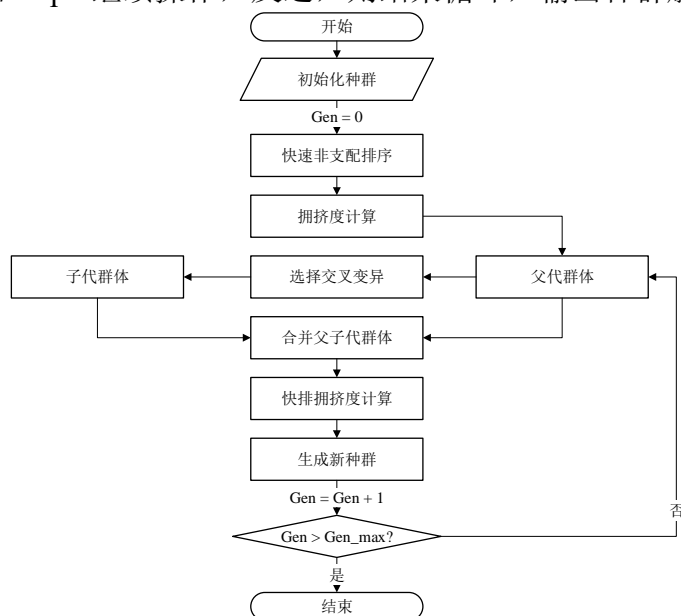 开始
初始化种群
Gen = 0
快速非支配排序
拥挤度计算
子代群体
选择交叉变异
父代群体
合并父子代群体
快排拥挤度计算
生成新种群
Gen = Gen + 1
否
Gen > Gen_max?
是
结束